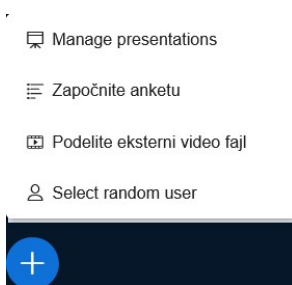 Manage presentations
Započnite anketu
Podelite eksterni video fajl
Select random user